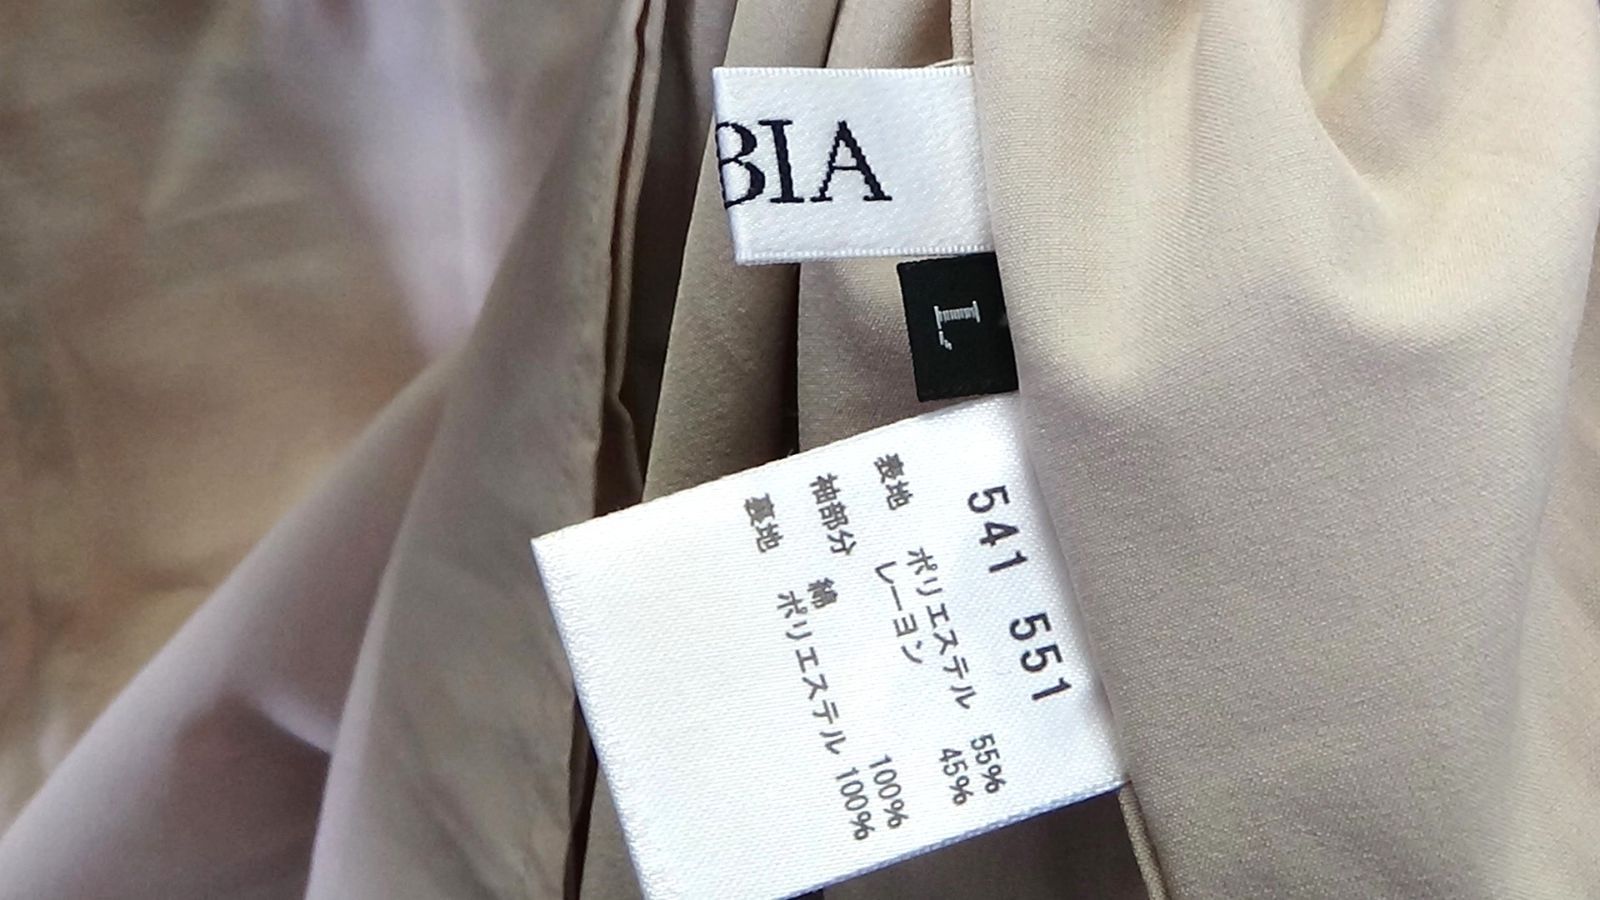 BIA
L
541 551
表地 ポリエステル 55%
レーヨン 45%
袖部分 綿 100%
裏地 ポリエステル 100%